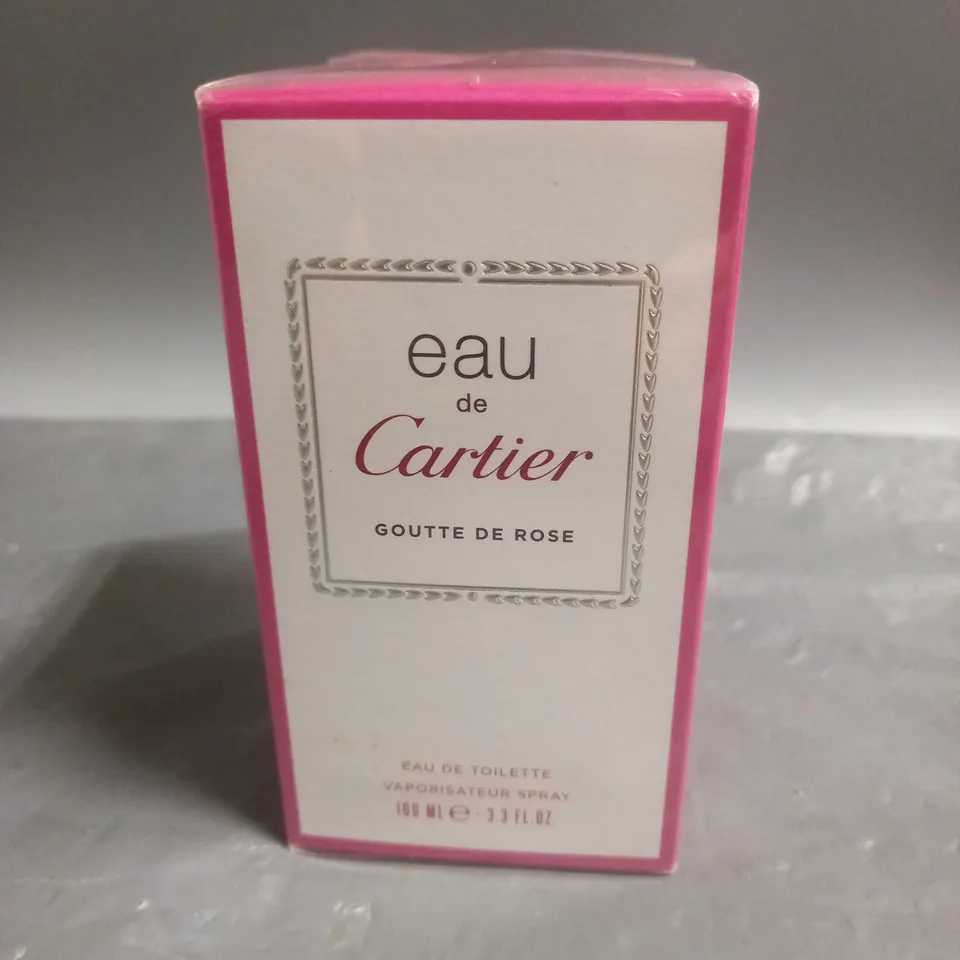 eau
de
Cartier
GOUTTE DE ROSE
EAU DE TOILETTE
VAPORISATEUR SPRAY
100 ML ℮ · 3.3 FL.OZ.